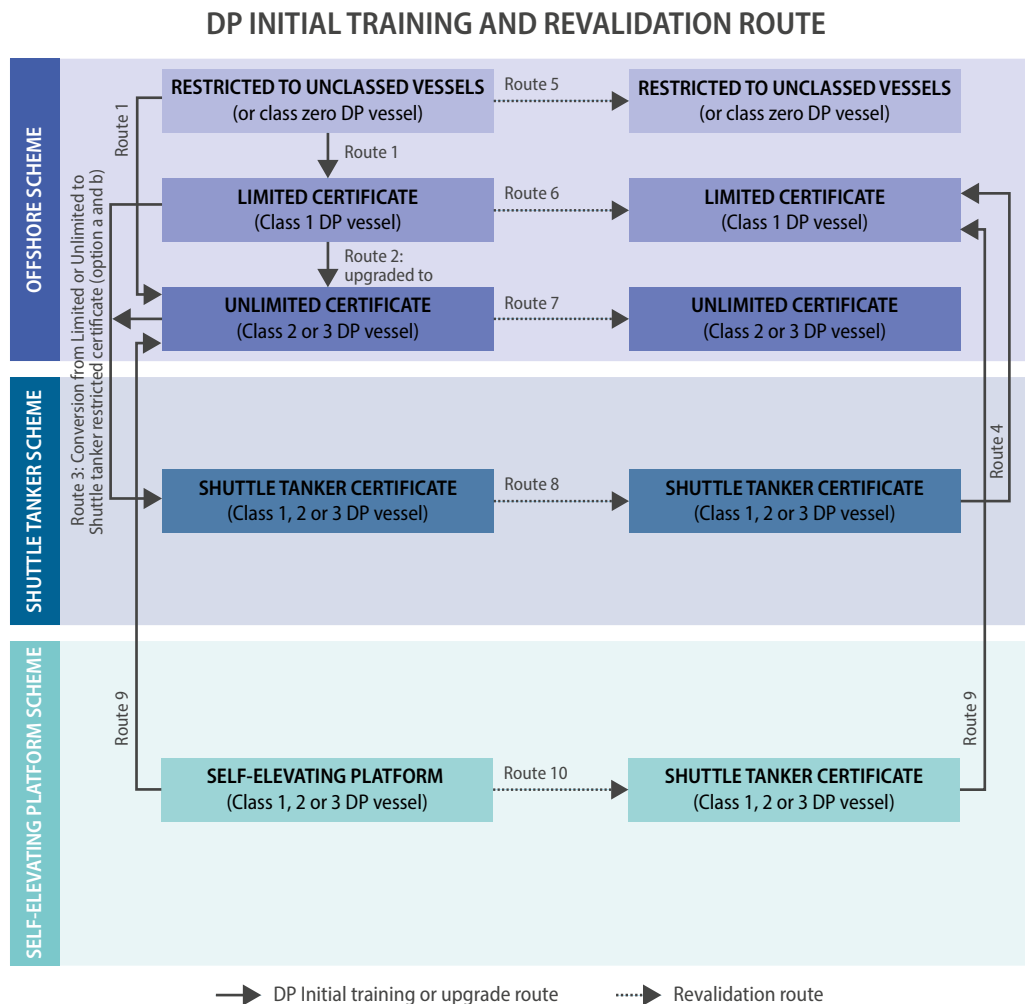 DP INITIAL TRAINING AND REVALIDATION ROUTE
OFFSHORE SCHEME
RESTRICTED TO UNCLASSED VESSELS
(or class zero DP vessel)
Route 5
RESTRICTED TO UNCLASSED VESSELS
(or class zero DP vessel)
Route 1
Route 1
LIMITED CERTIFICATE
(Class 1 DP vessel)
Route 6
LIMITED CERTIFICATE
(Class 1 DP vessel)
Route 2:
upgraded to
UNLIMITED CERTIFICATE
(Class 2 or 3 DP vessel)
Route 7
UNLIMITED CERTIFICATE
(Class 2 or 3 DP vessel)
Route 3: Conversion from Limited or Unlimited to
Shuttle tanker restricted certificate (option a and b)
SHUTTLE TANKER SCHEME
SHUTTLE TANKER CERTIFICATE
(Class 1, 2 or 3 DP vessel)
Route 8
SHUTTLE TANKER CERTIFICATE
(Class 1, 2 or 3 DP vessel)
Route 4
SELF-ELEVATING PLATFORM SCHEME
Route 9
SELF-ELEVATING PLATFORM
(Class 1, 2 or 3 DP vessel)
Route 10
SHUTTLE TANKER CERTIFICATE
(Class 1, 2 or 3 DP vessel)
Route 9
DP Initial training or upgrade route
Revalidation route